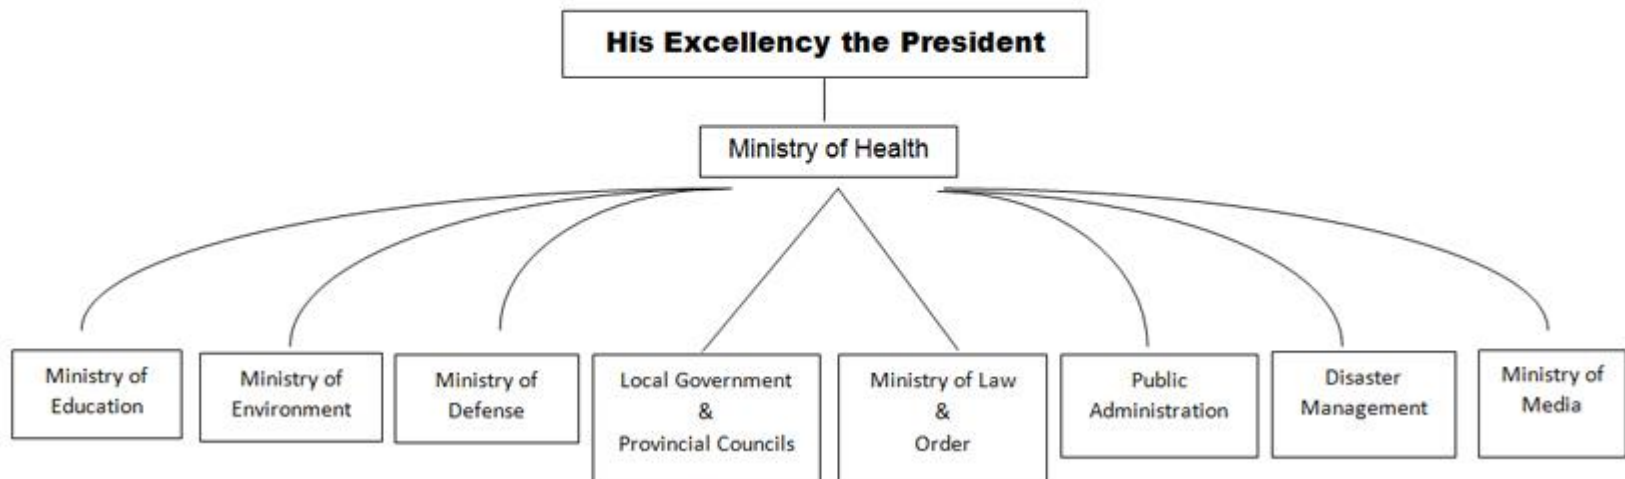 His Excellency the President
Ministry of Health
Ministry of
Education
Ministry of
Environment
Ministry of
Defense
Local Government
&
Provincial Councils
Ministry of Law
&
Order
Public
Administration
Disaster
Management
Ministry of
Media